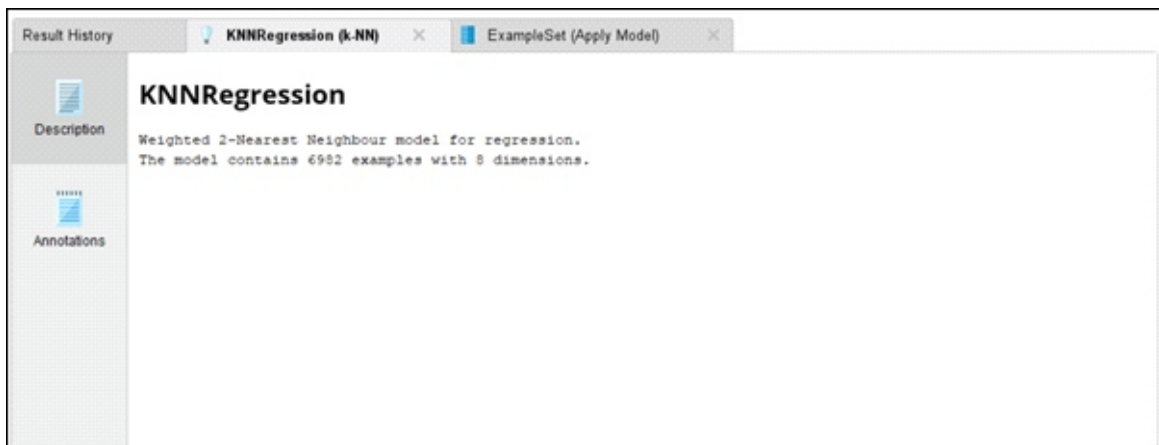 Result History
KNNRegression (k-NN)
ExampleSet (Apply Model)
Description
KNNRegression
Weighted 2-Nearest Neighbour model for regression.
The model contains 6982 examples with 8 dimensions.
Annotations